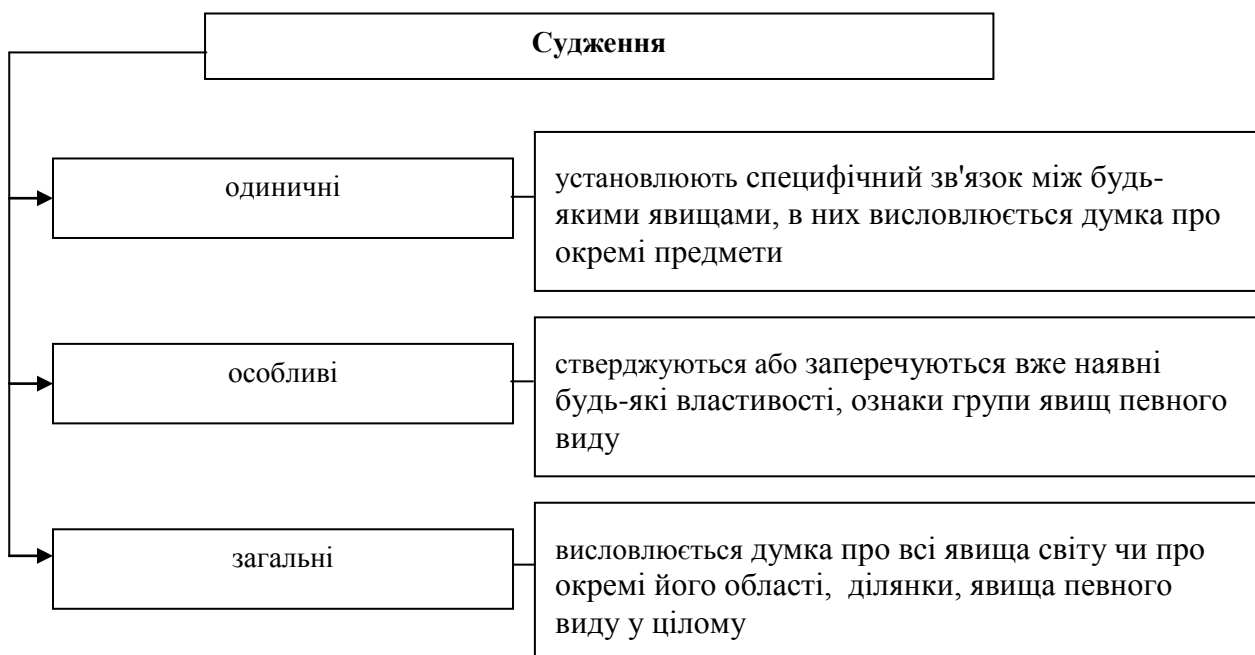 Судження
одиничні
установлюють специфічний зв'язок між будь-
якими явищами, в них висловлюється думка про
окремі предмети
особливі
стверджуються або заперечуються вже наявні
будь-які властивості, ознаки групи явищ певного
виду
загальні
висловлюється думка про всі явища світу чи про
окремі його області, ділянки, явища певного
виду у цілому